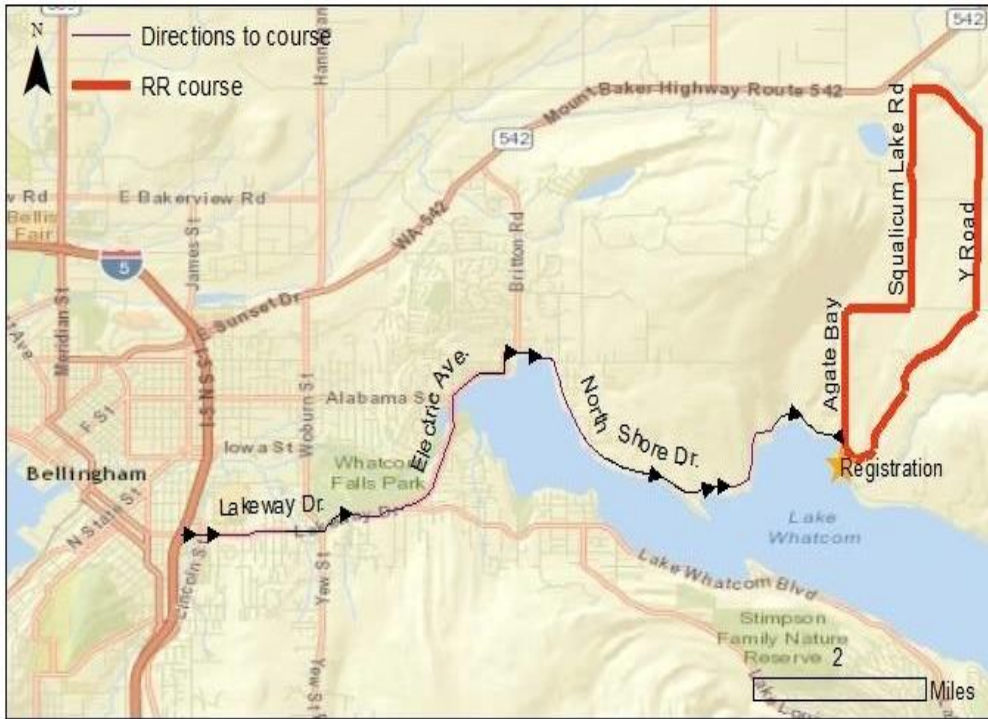 542
N
Directions to course
RR course
542
Mount Baker Highway Route 542
Squalicum Lake Rd
Y Road
Agate Bay
w Rd
E Bakerview Rd
Bellis
Fair
5
James St
WA-542
Britton Rd
Meridian St
E Sunset Dr
Woburn St
Alabama S
Electric Ave.
North Shore Dr.
F St
Iowa St
Bellingham
Whatcom
Falls Park
Registration
N State St
Lakeway Dr.
Lake
Whatcom
Lincoln St
Yew St
Lake Whatcom Blvd
Stimpson
Family Nature
Reserve
2
Miles
Yew St